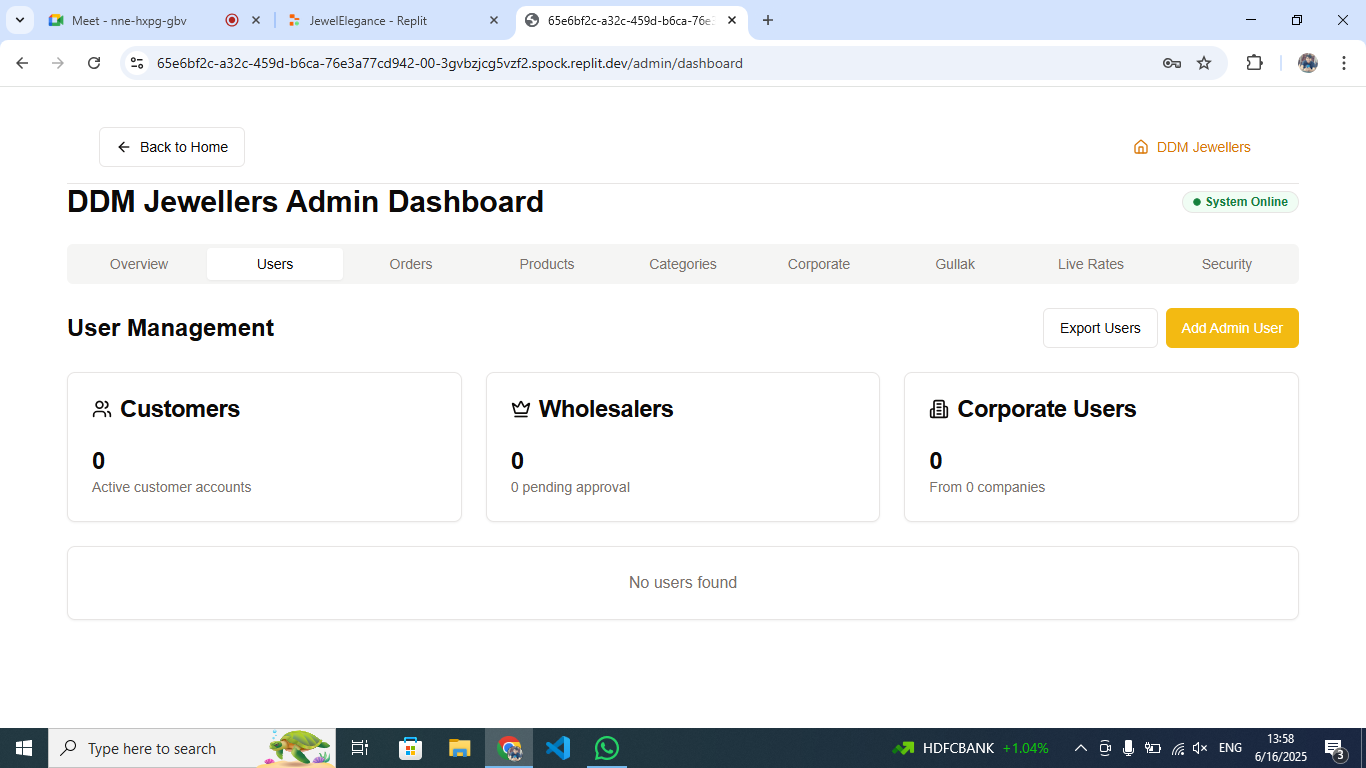 Meet - nne-hxpg-gbv
JewelElegance - Replit
65e6bf2c-a32c-459d-b6ca-76e3
65e6bf2c-a32c-459d-b6ca-76e3a77cd942-00-3gvbzjcg5vzf2.spock.replit.dev/admin/dashboard
Back to Home
DDM Jewellers
DDM Jewellers Admin Dashboard
System Online
Overview Users Orders Products Categories Corporate Gullak Live Rates Security
User Management
Export Users
Add Admin User
Customers
0
Active customer accounts
Wholesalers
0
0 pending approval
Corporate Users
0
From 0 companies
No users found
Type here to search
HDFCBANK +1.04%
ENG
13:58
6/16/2025
3